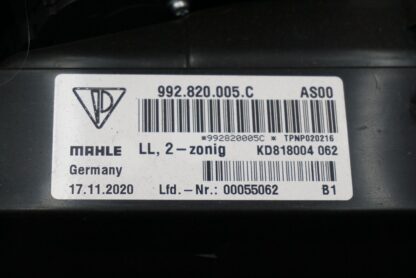 992.820.005.C AS00
*992820005C * TPNP020216
MAHLE LL, 2-zonig KD818004 062
Germany
17.11.2020 Lfd.-Nr.: 00055062 B1